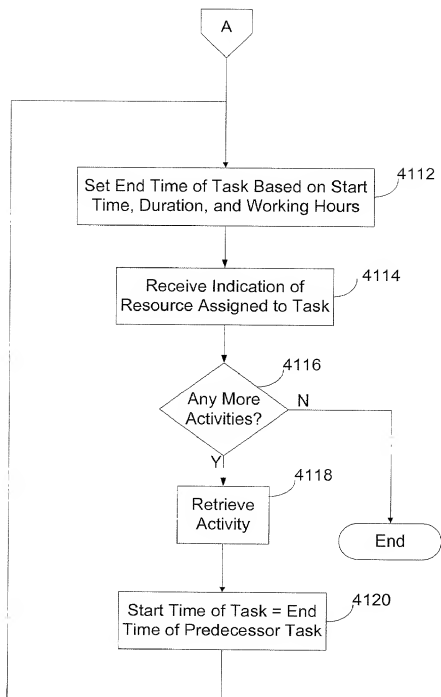 A
4112
Set End Time of Task Based on Start
Time, Duration, and Working Hours
4114
Receive Indication of
Resource Assigned to Task
4116
Any More
Activities?
N
Y
4118
Retrieve
Activity
End
4120
Start Time of Task = End
Time of Predecessor Task